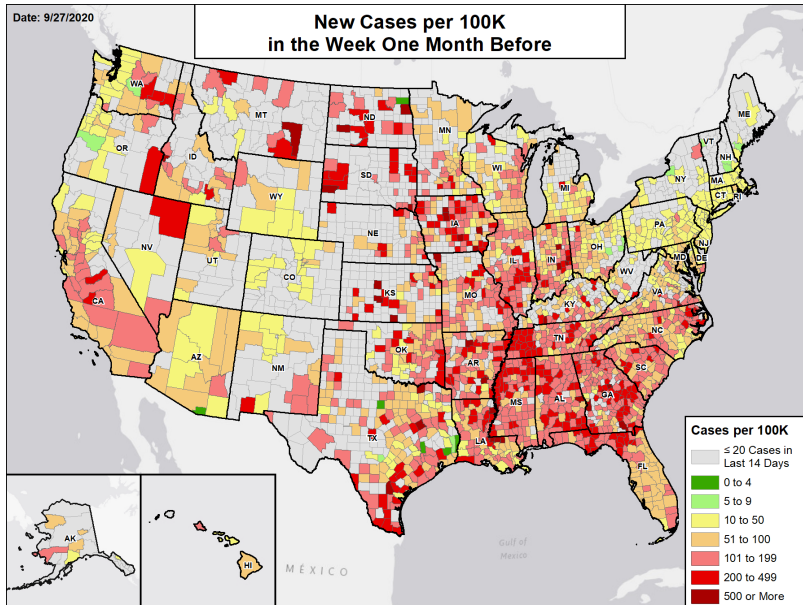 Date: 9/27/2020
New Cases per 100K
in the Week One Month Before
WA
MT
ND
MN
ME
VT
NH
OR
ID
WI
SD
MI
NY
MA
CT
RI
WY
IA
PA
NE
NJ
NV
OH
MD
DE
UT
IL
IN
CO
WV
VA
KS
MO
KY
CA
NC
TN
OK
AZ
NM
AR
SC
MS
AL
GA
TX
LA
FL
AK
HI
MÉXICO
Gulf of
Mexico
Cases per 100K
≤ 20 Cases in
Last 14 Days
0 to 4
5 to 9
10 to 50
51 to 100
101 to 199
200 to 499
500 or More